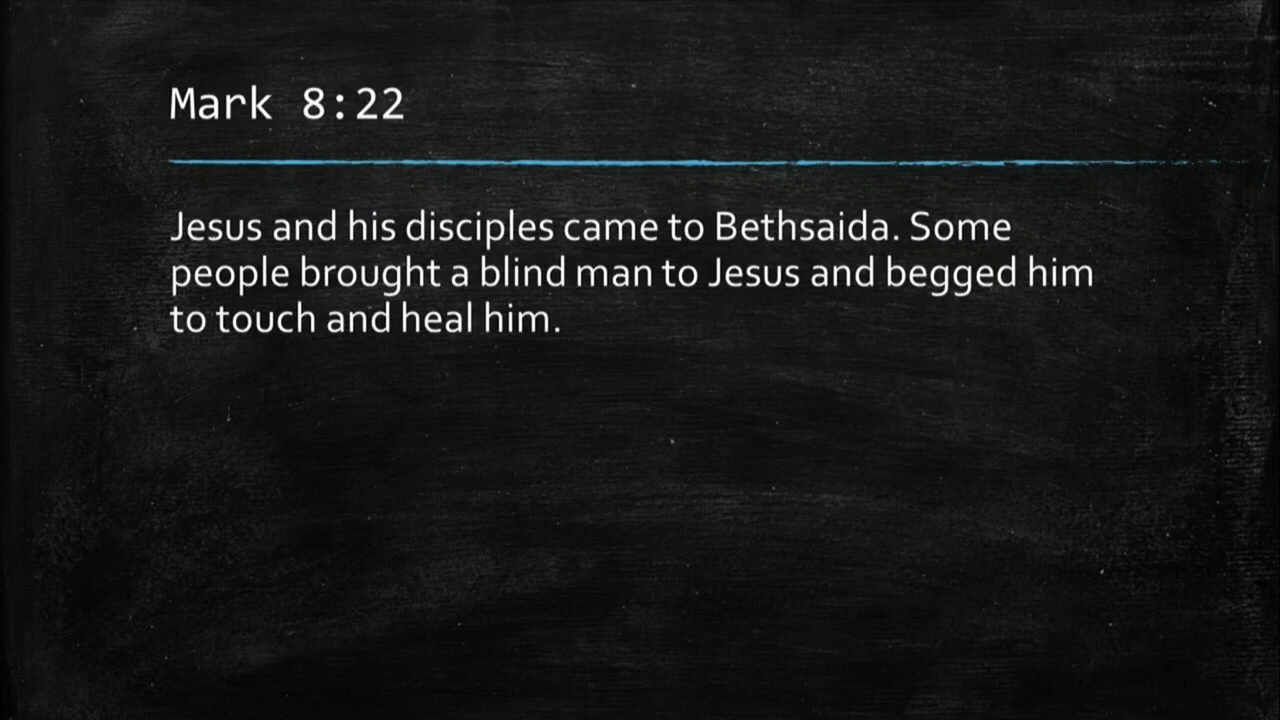 Mark 8:22
Jesus and his disciples came to Bethsaida. Some
people brought a blind man to Jesus and begged him
to touch and heal him.